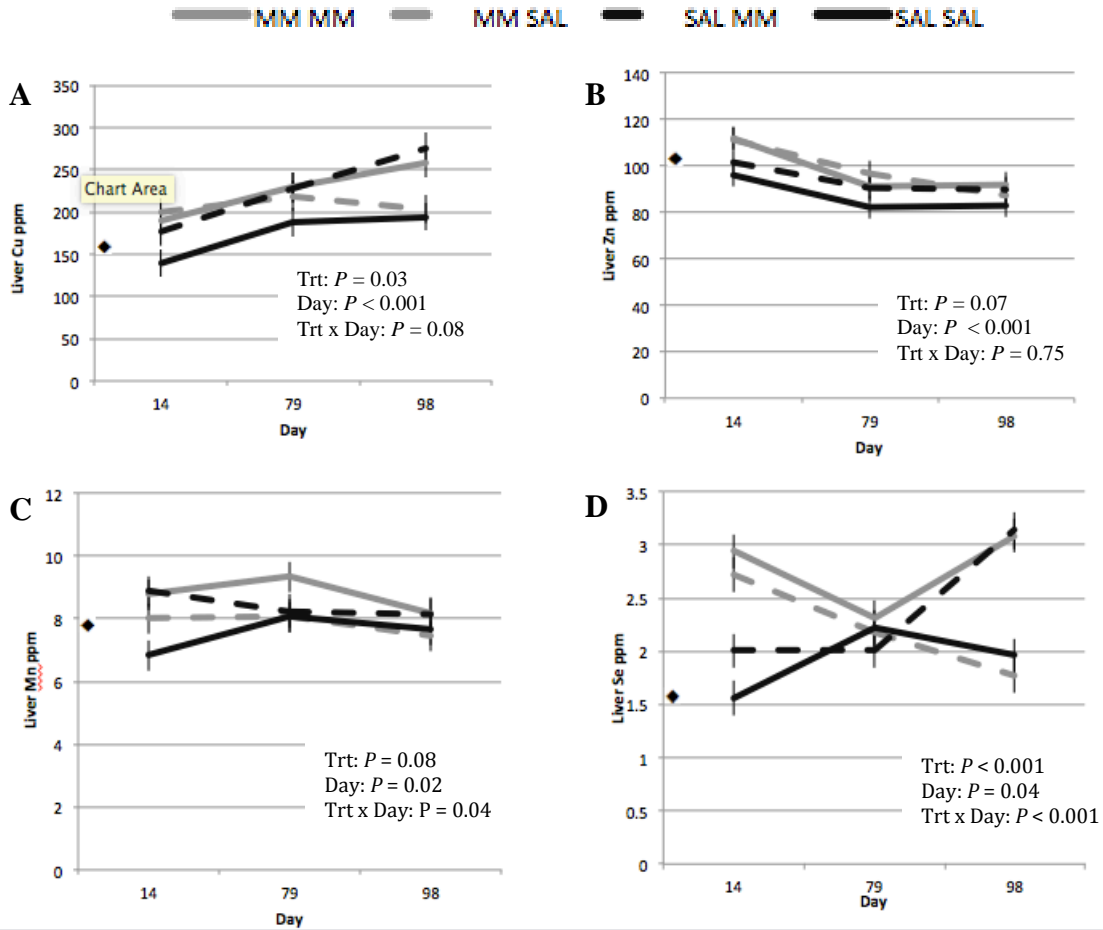 MM MM MM SAL SAL MM SAL SAL
A
350
300
250
200
150
100
50
0
Liver Cu ppm
Chart Area
Trt: P = 0.03
Day: P < 0.001
Trt x Day: P = 0.08
14 79 98
Day
B
140
120
100
80
60
40
20
0
Liver Zn ppm
Trt: P = 0.07
Day: P < 0.001
Trt x Day: P = 0.75
14 79 98
Day
C
12
10
8
6
4
2
0
Liver Mn ppm
Trt: P = 0.08
Day: P = 0.02
Trt x Day: P = 0.04
14 79 98
Day
D
3.5
3
2.5
2
1.5
1
0.5
0
Liver Se ppm
Trt: P < 0.001
Day: P = 0.04
Trt x Day: P < 0.001
14 79 98
Day